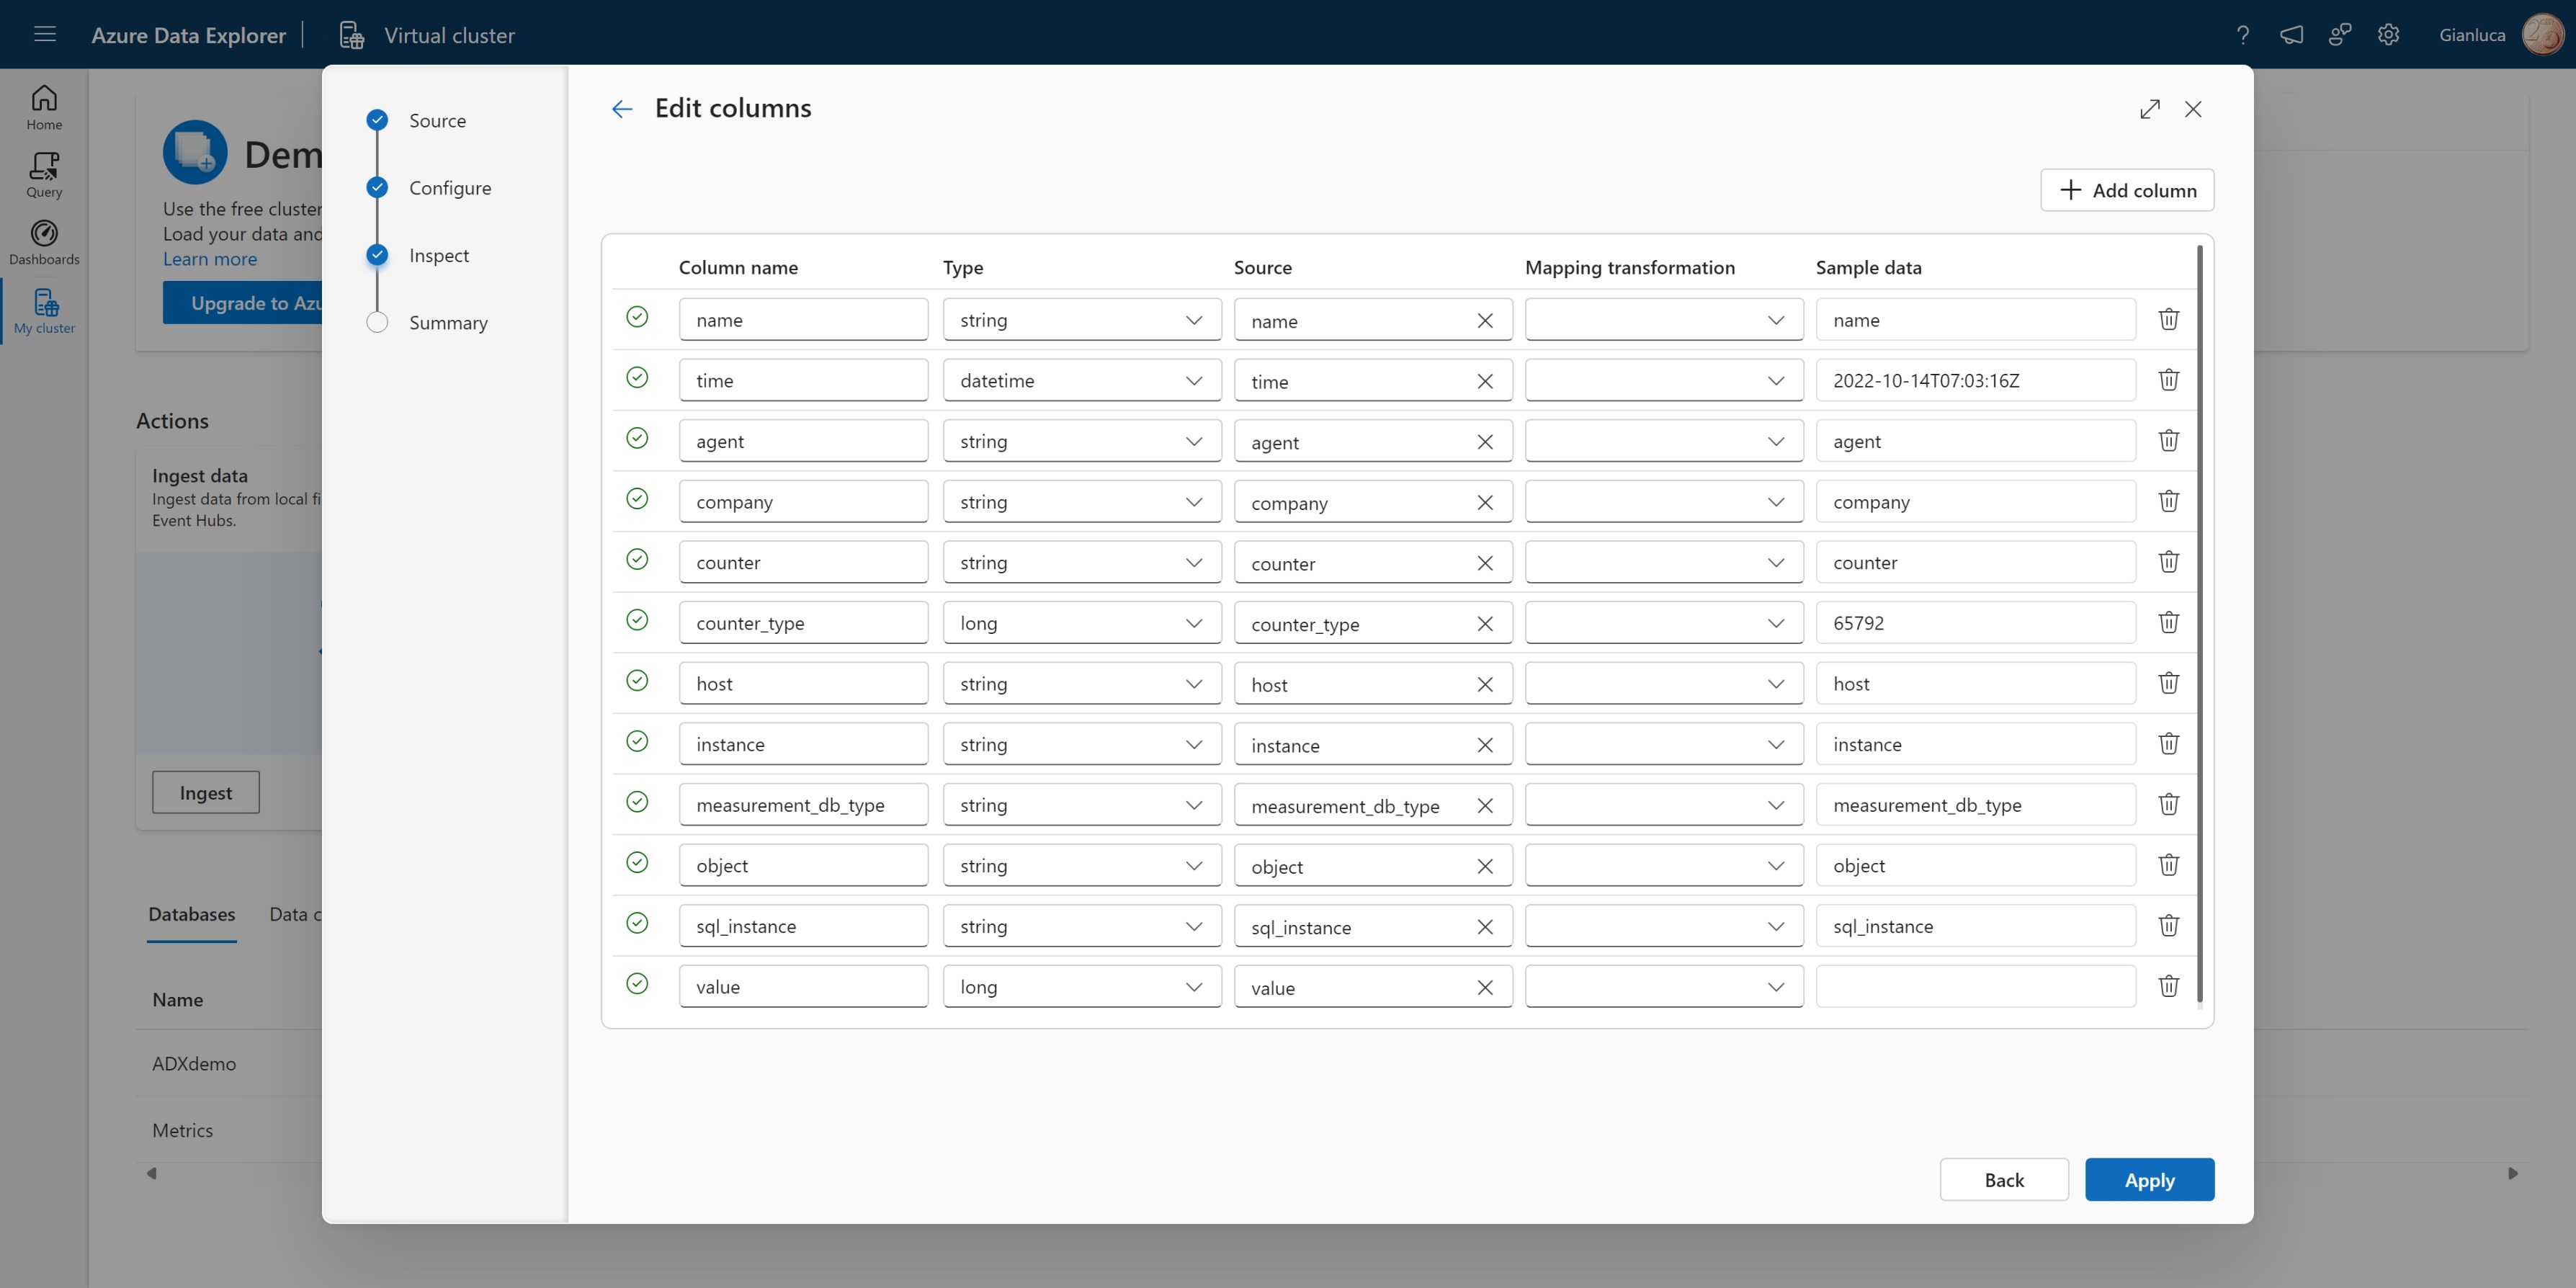 Azure Data Explorer
Virtual cluster
Gianluca
Home
Query
Dashboards
My cluster
Dem
Use the free cluster
Load your data and
Learn more
Upgrade to Azu
Actions
Ingest data
Ingest data from local fi
Event Hubs.
Ingest
Databases Data c
Name
ADXdemo
Metrics
Source
Configure
Inspect
Summary
Edit columns
Add column
Column name Type Source Mapping transformation Sample data
name string name name
time datetime time 2022-10-14T07:03:16Z
agent string agent agent
company string company company
counter string counter counter
counter_type long counter_type 65792
host string host host
instance string instance instance
measurement_db_type string measurement_db_type measurement_db_type
object string object object
sql_instance string sql_instance sql_instance
value long value
Back Apply